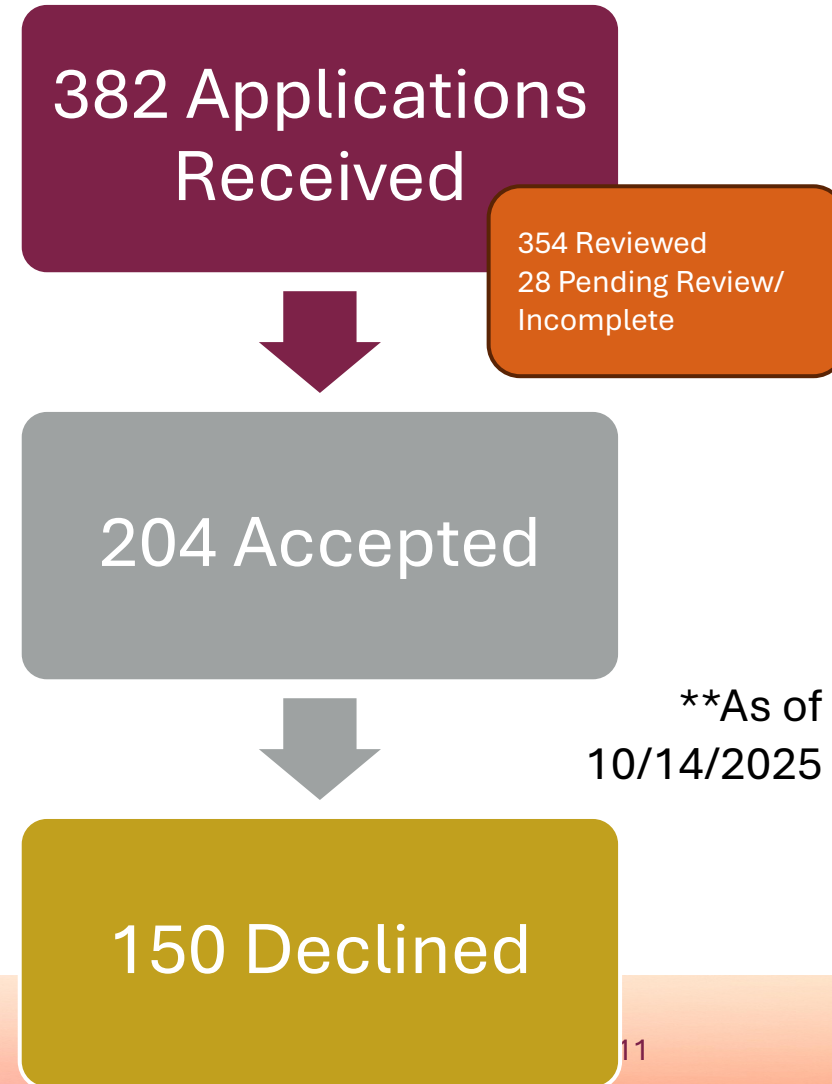 382 Applications
Received
354 Reviewed
28 Pending Review/
Incomplete
204 Accepted
**As of
10/14/2025
150 Declined
11